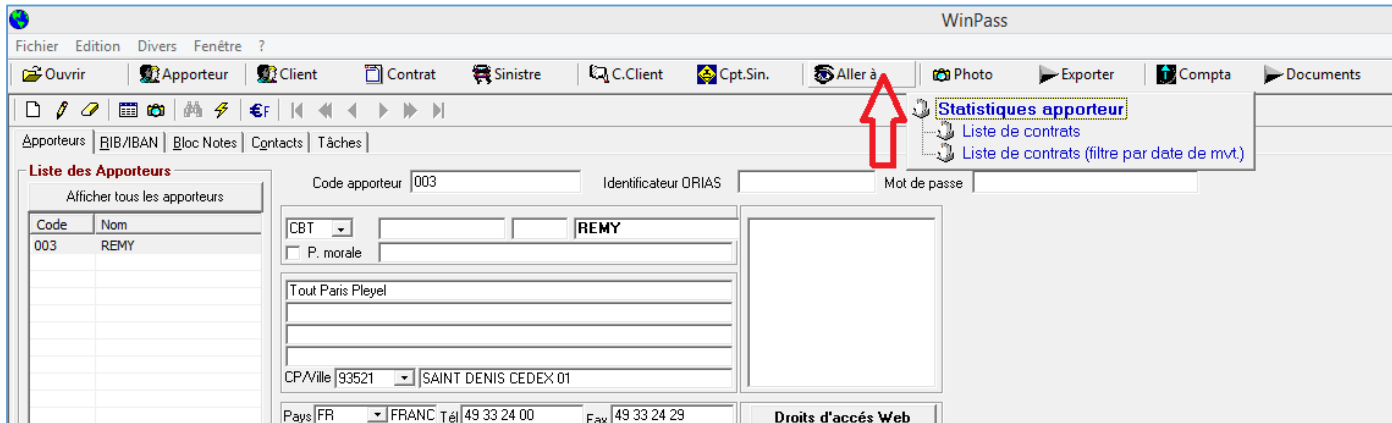 WinPass
Fichier Edition Divers Fenêtre ?
Ouvrir Apporteur Client Contrat Sinistre C.Client Cpt.Sin. Aller à Photo Exporter Compta Documents
€F
Statistiques apporteur
Liste de contrats
Liste de contrats (filtre par date de mvt.)
Apporteurs RIB/IBAN Bloc Notes Contacts Tâches
Liste des Apporteurs
Afficher tous les apporteurs
Code Nom
003 REMY
Code apporteur 003 Identificateur ORIAS Mot de passe
CBT REMY
P. morale
Tout Paris Pleyel
CP/Ville 93521 SAINT DENIS CEDEX 01
Pays FR FRANC Tél 49 33 24 00 Fax 49 33 24 29
Droits d'accés Web